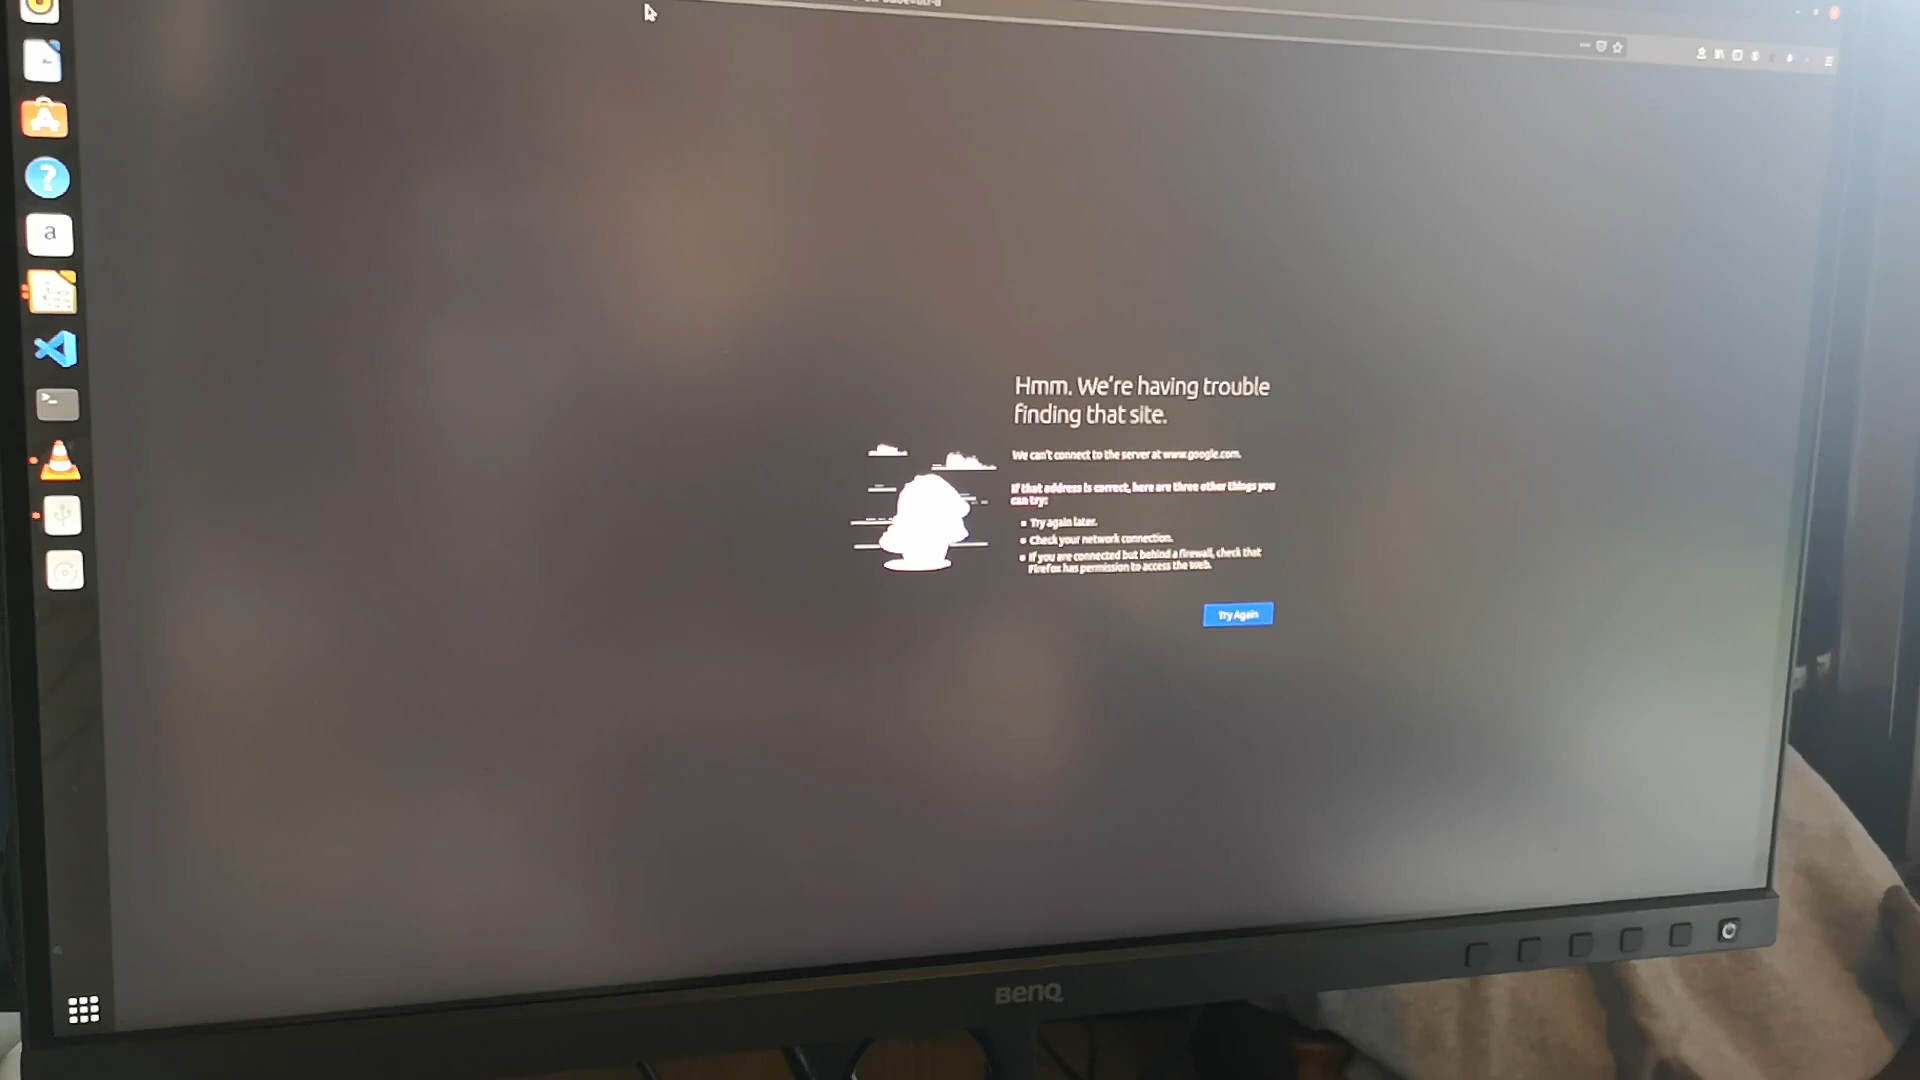 Hmm. We're having trouble
finding that site.
We can't connect to the server at www.google.com.
If that address is correct, here are three other things you
can try:
Try again later.
Check your network connection.
If you are connected but behind a firewall, check that
Firefox has permission to access the web.
Try Again
a
BenQ